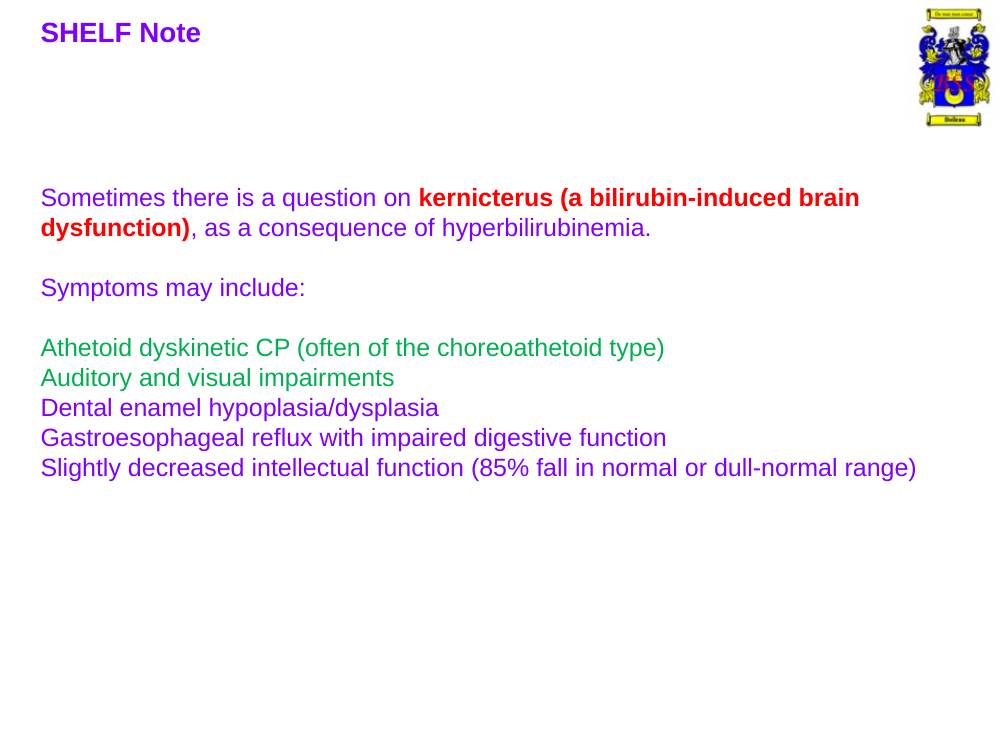 SHELF Note
Sometimes there is a question on kernicterus (a bilirubin-induced brain
dysfunction), as a consequence of hyperbilirubinemia.
Symptoms may include:
Athetoid dyskinetic CP (often of the choreoathetoid type)
Auditory and visual impairments
Dental enamel hypoplasia/dysplasia
Gastroesophageal reflux with impaired digestive function
Slightly decreased intellectual function (85% fall in normal or dull-normal range)